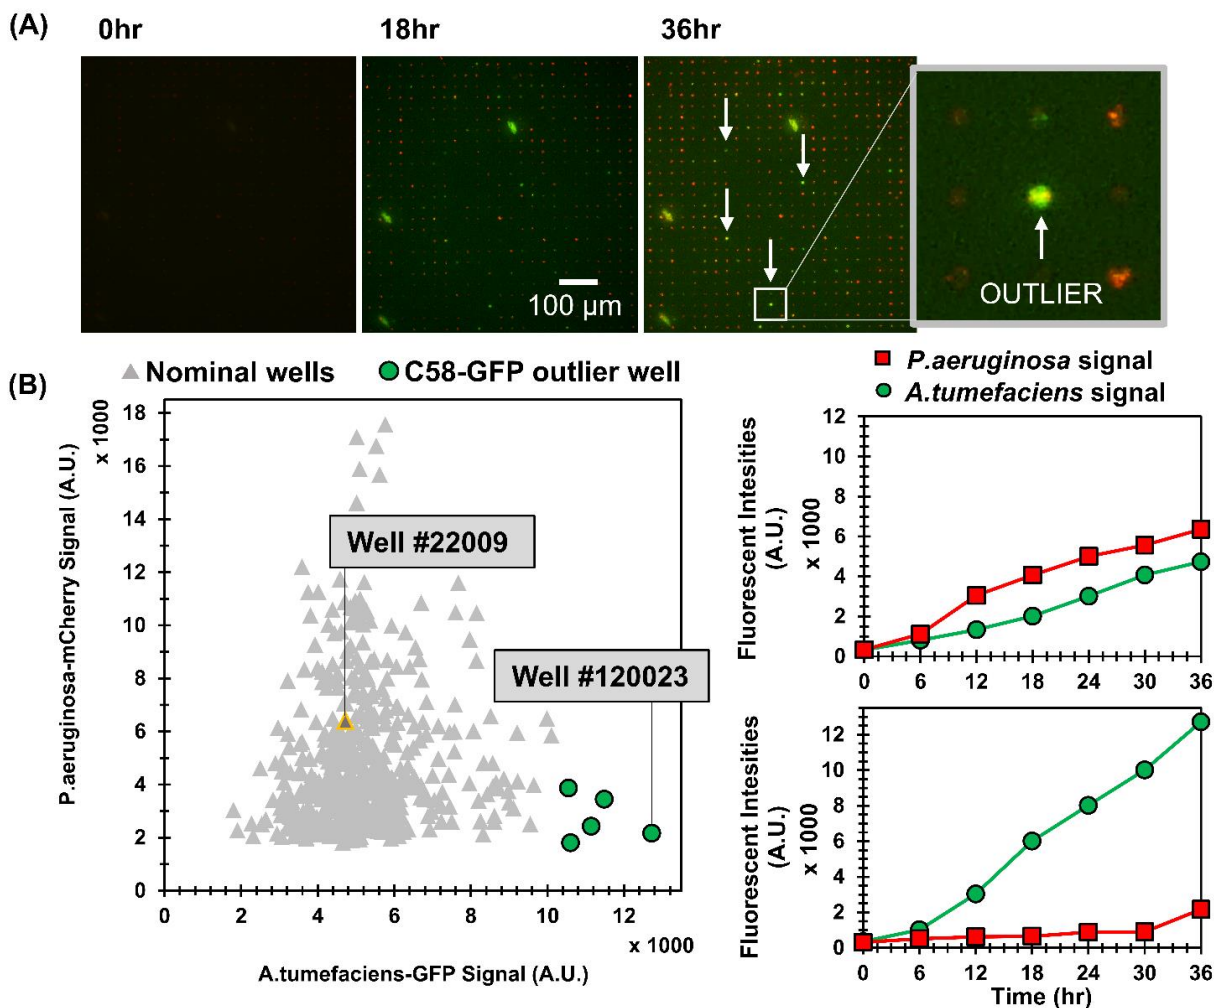 (A)
0hr
18hr
36hr
100 µm
OUTLIER
(B)
Nominal wells
C58-GFP outlier well
P.aeruginosa-mCherry Signal (A.U.)
x 1000
18
16
14
12
10
8
6
4
2
0
Well #22009
Well #120023
0 2 4 6 8 10 12
x 1000
A.tumefaciens-GFP Signal (A.U.)
P.aeruginosa signal
A.tumefaciens signal
Fluorescent Intesities
(A.U.)
x 1000
12
10
8
6
4
2
0
0 6 12 18 24 30 36
Fluorescent Intesities
(A.U.)
x 1000
12
10
8
6
4
2
0
0 6 12 18 24 30 36
Time (hr)